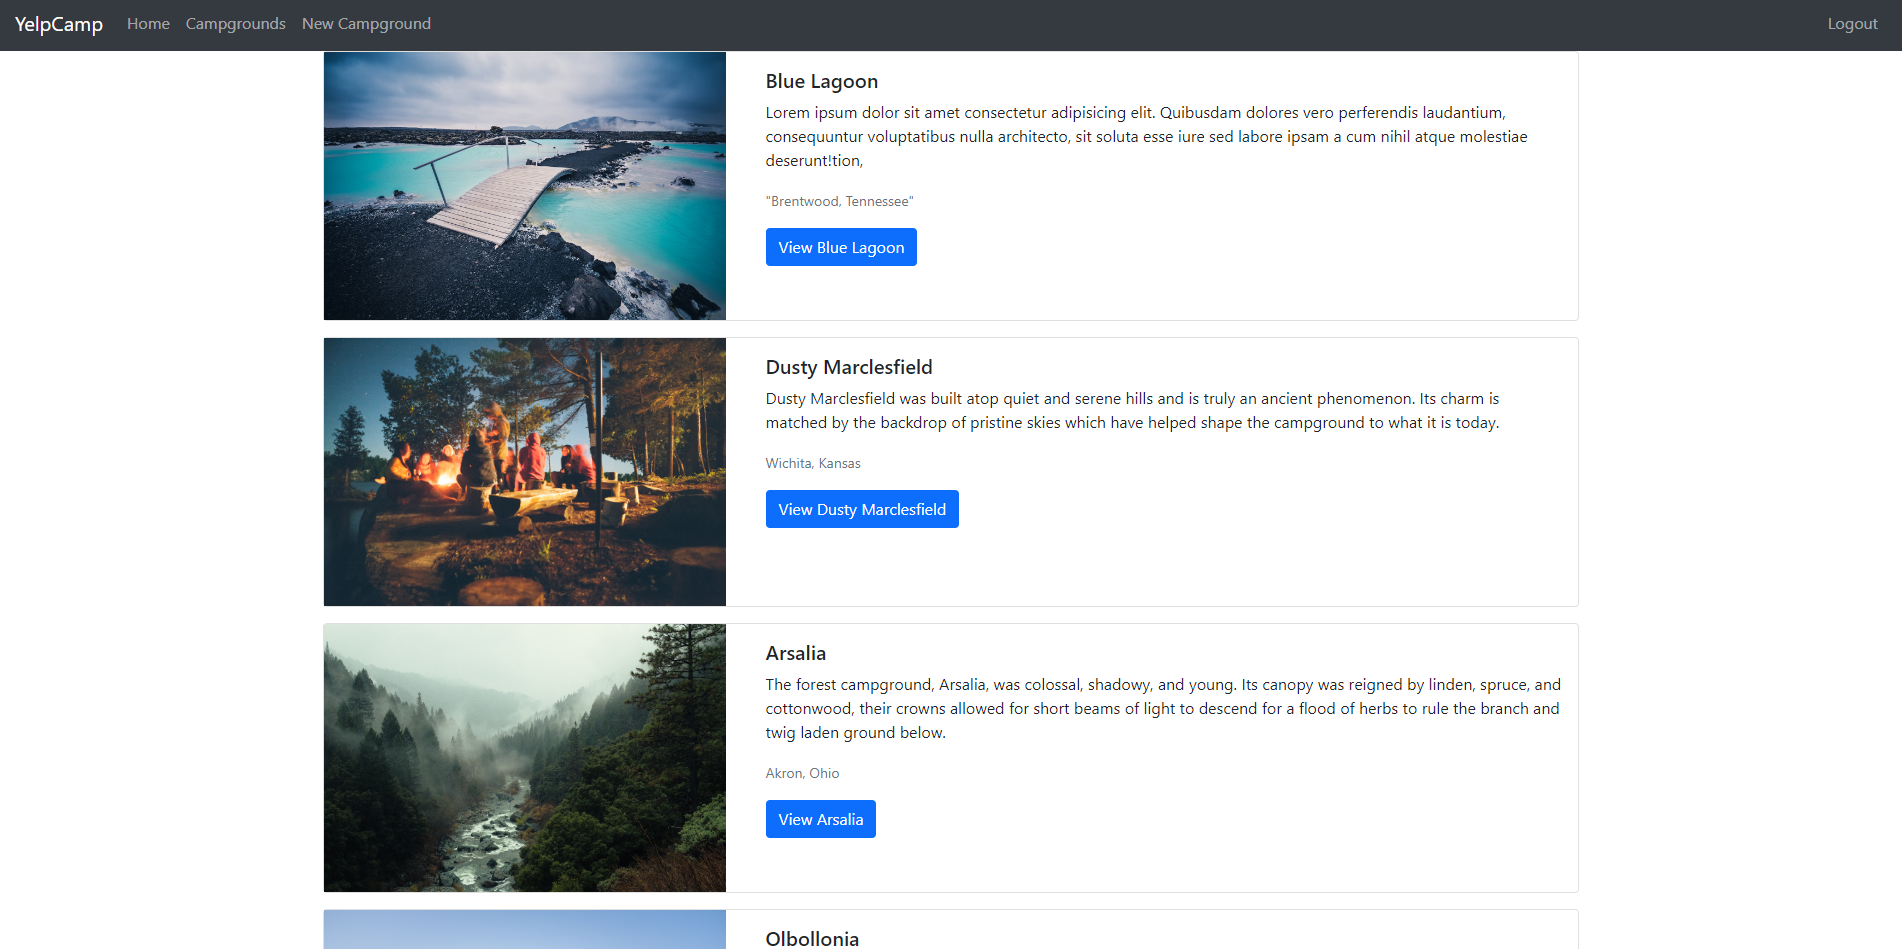 YelpCamp Home Campgrounds New Campground Logout
Blue Lagoon
Lorem ipsum dolor sit amet consectetur adipisicing elit. Quibusdam dolores vero perferendis laudantium,
consequuntur voluptatibus nulla architecto, sit soluta esse iure sed labore ipsam a cum nihil atque molestiae
deserunt!tion,
"Brentwood, Tennessee"
View Blue Lagoon
Dusty Marclesfield
Dusty Marclesfield was built atop quiet and serene hills and is truly an ancient phenomenon. Its charm is
matched by the backdrop of pristine skies which have helped shape the campground to what it is today.
Wichita, Kansas
View Dusty Marclesfield
Arsalia
The forest campground, Arsalia, was colossal, shadowy, and young. Its canopy was reigned by linden, spruce, and
cottonwood, their crowns allowed for short beams of light to descend for a flood of herbs to rule the branch and
twig laden ground below.
Akron, Ohio
View Arsalia
Olbollonia